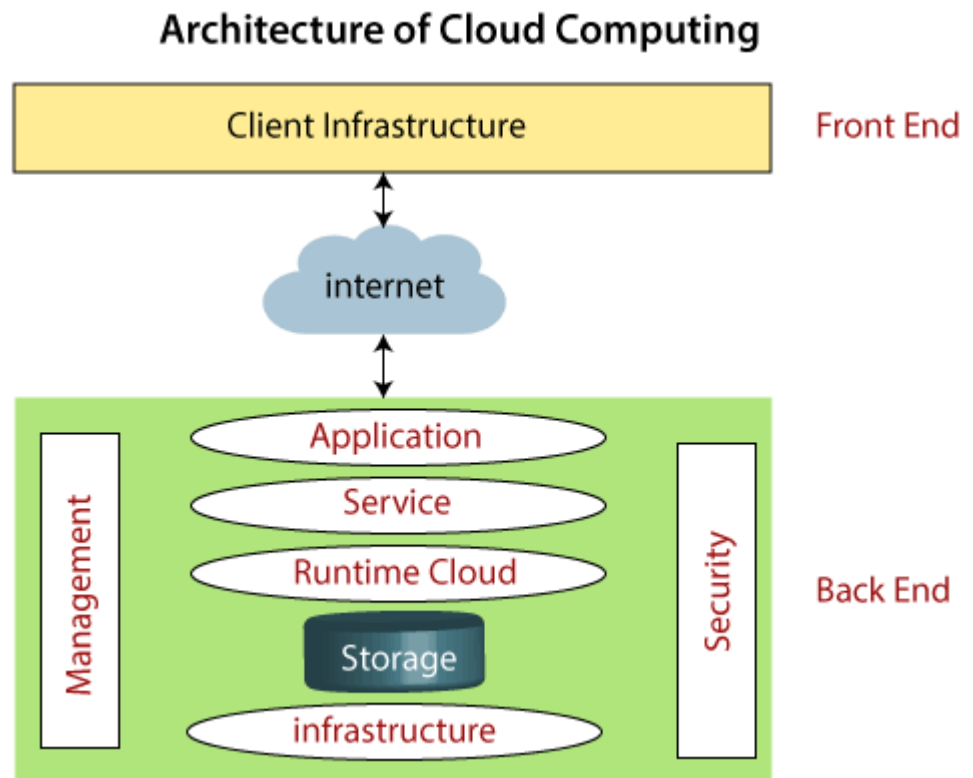 Architecture of Cloud Computing
Client Infrastructure
Front End
internet
Application
Service
Runtime Cloud
Storage
infrastructure
Management
Security
Back End